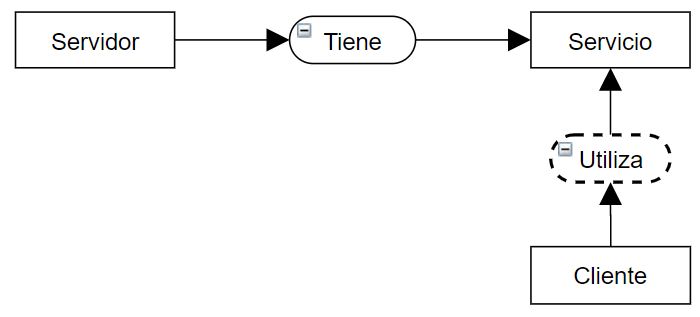 Servidor
Tiene
Servicio
Utiliza
Cliente